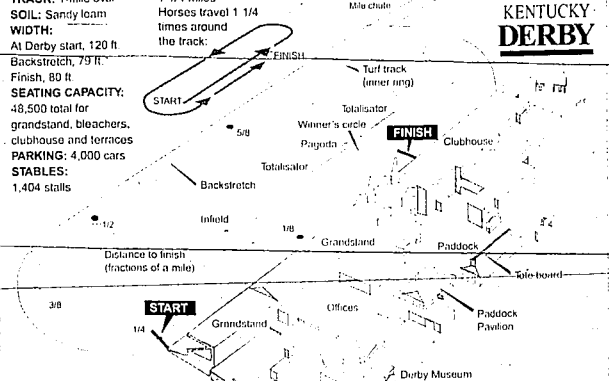 SOIL: Sandy loam
WIDTH:
At Derby start, 120 ft.
Backstretch, 79 ft.
Finish, 80 ft.
SEATING CAPACITY:
48,500 total for
grandstand, bleachers,
clubhouse and terraces
PARKING: 4,000 cars
STABLES:
1,404 stalls
Horses travel 1 1/4
times around
the track:
FINISH
START
Mile chute
KENTUCKY
DERBY
Turf track
(inner ring)
Totalisator
Winner's circle
Pagoda
FINISH
Clubhouse
5/8
Totalisator
Backstretch
1/2
Infield
1/8
Grandstand
Paddock
Distance to finish
(fractions of a mile)
Tote board
3/8
START
1/4
Grandstand
Offices
Paddock
Pavilion
Derby Museum